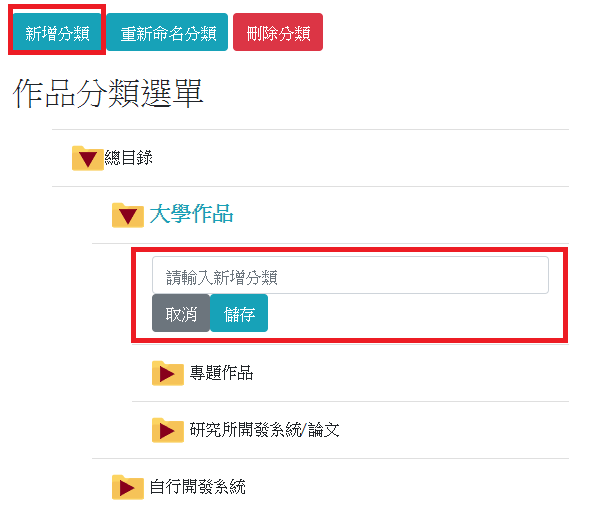 新增分類 重新命名分類 刪除分類
作品分類選單
總目錄
大學作品
請輸入新增分類
取消 儲存
專題作品
研究所開發系統/論文
自行開發系統